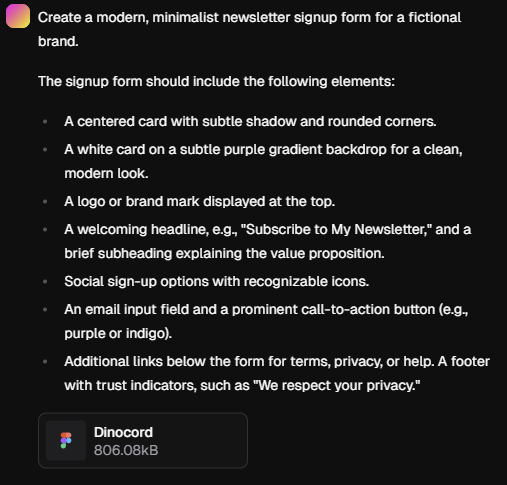 Create a modern, minimalist newsletter signup form for a fictional
brand.
The signup form should include the following elements:
A centered card with subtle shadow and rounded corners.
A white card on a subtle purple gradient backdrop for a clean,
modern look.
A logo or brand mark displayed at the top.
A welcoming headline, e.g., "Subscribe to My Newsletter," and a
brief subheading explaining the value proposition.
Social sign-up options with recognizable icons.
An email input field and a prominent call-to-action button (e.g.,
purple or indigo).
Additional links below the form for terms, privacy, or help. A footer
with trust indicators, such as "We respect your privacy."
Dinocord
806.08kB